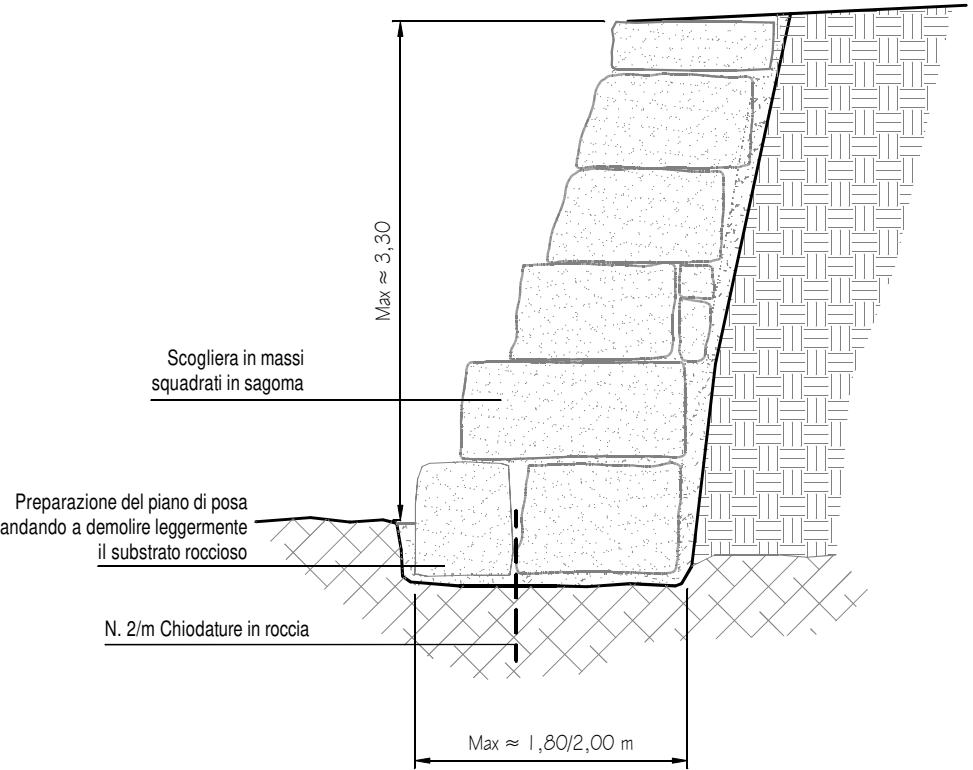 Max ≈ 3,30
Scogliera in massi
squadrati in sagoma
Preparazione del piano di posa
andando a demolire leggermente
il substrato roccioso
N. 2/m Chiodature in roccia
Max ≈ 1,80/2,00 m